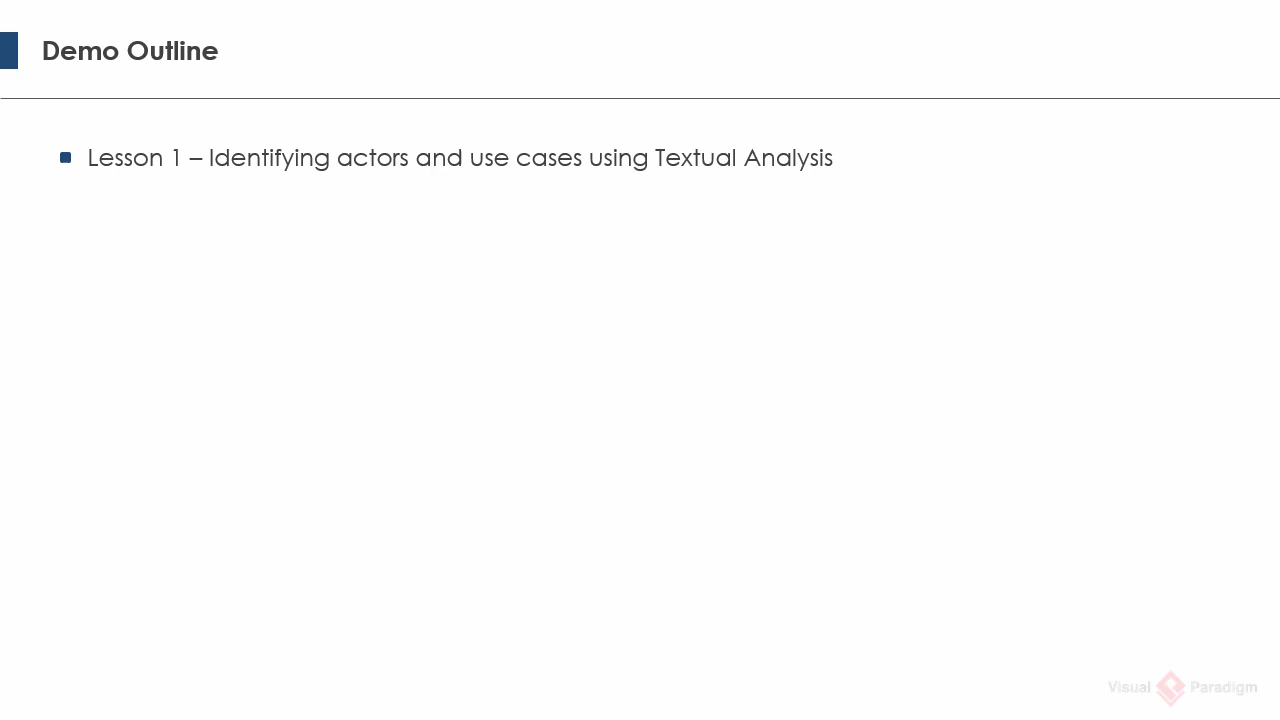 Demo Outline
Lesson 1 – Identifying actors and use cases using Textual Analysis
Visual Paradigm